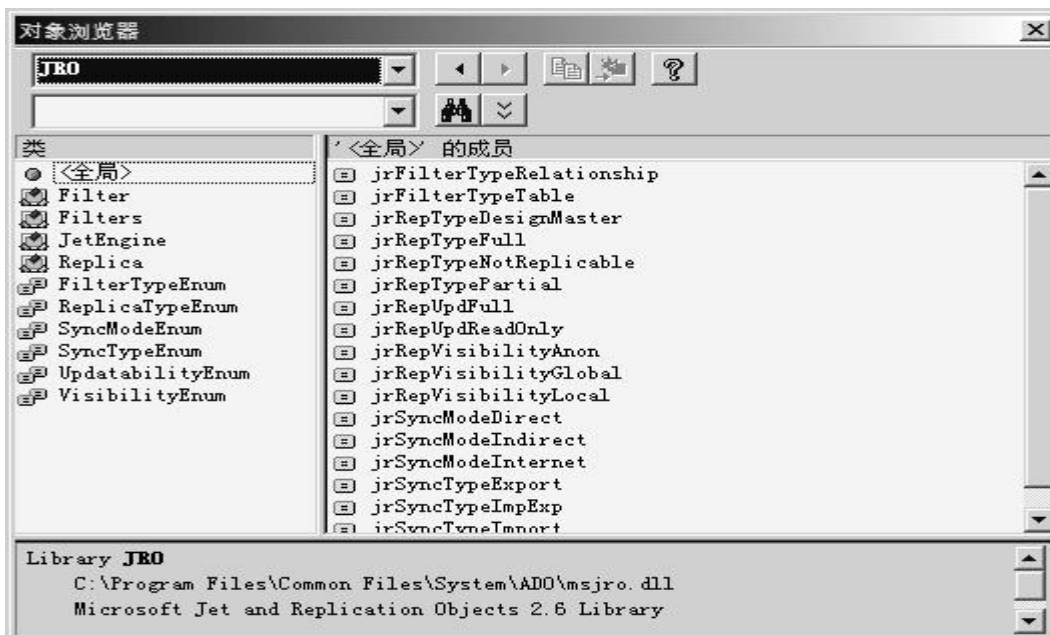 对象浏览器
JRO
类
'<全局>' 的成员
<全局>
Filter
Filters
JetEngine
Replica
FilterTypeEnum
ReplicaTypeEnum
SyncModeEnum
SyncTypeEnum
UpdatabilityEnum
VisibilityEnum
jrFilterTypeRelationship
jrFilterTypeTable
jrRepTypeDesignMaster
jrRepTypeFull
jrRepTypeNotReplicable
jrRepTypePartial
jrRepUpdFull
jrRepUpdReadOnly
jrRepVisibilityAnon
jrRepVisibilityGlobal
jrRepVisibilityLocal
jrSyncModeDirect
jrSyncModeIndirect
jrSyncModeInternet
jrSyncTypeExport
jrSyncTypeImpExp
jrSyncTypeImport
Library JRO
C:\Program Files\Common Files\System\ADO\msjro.dll
Microsoft Jet and Replication Objects 2.6 Library